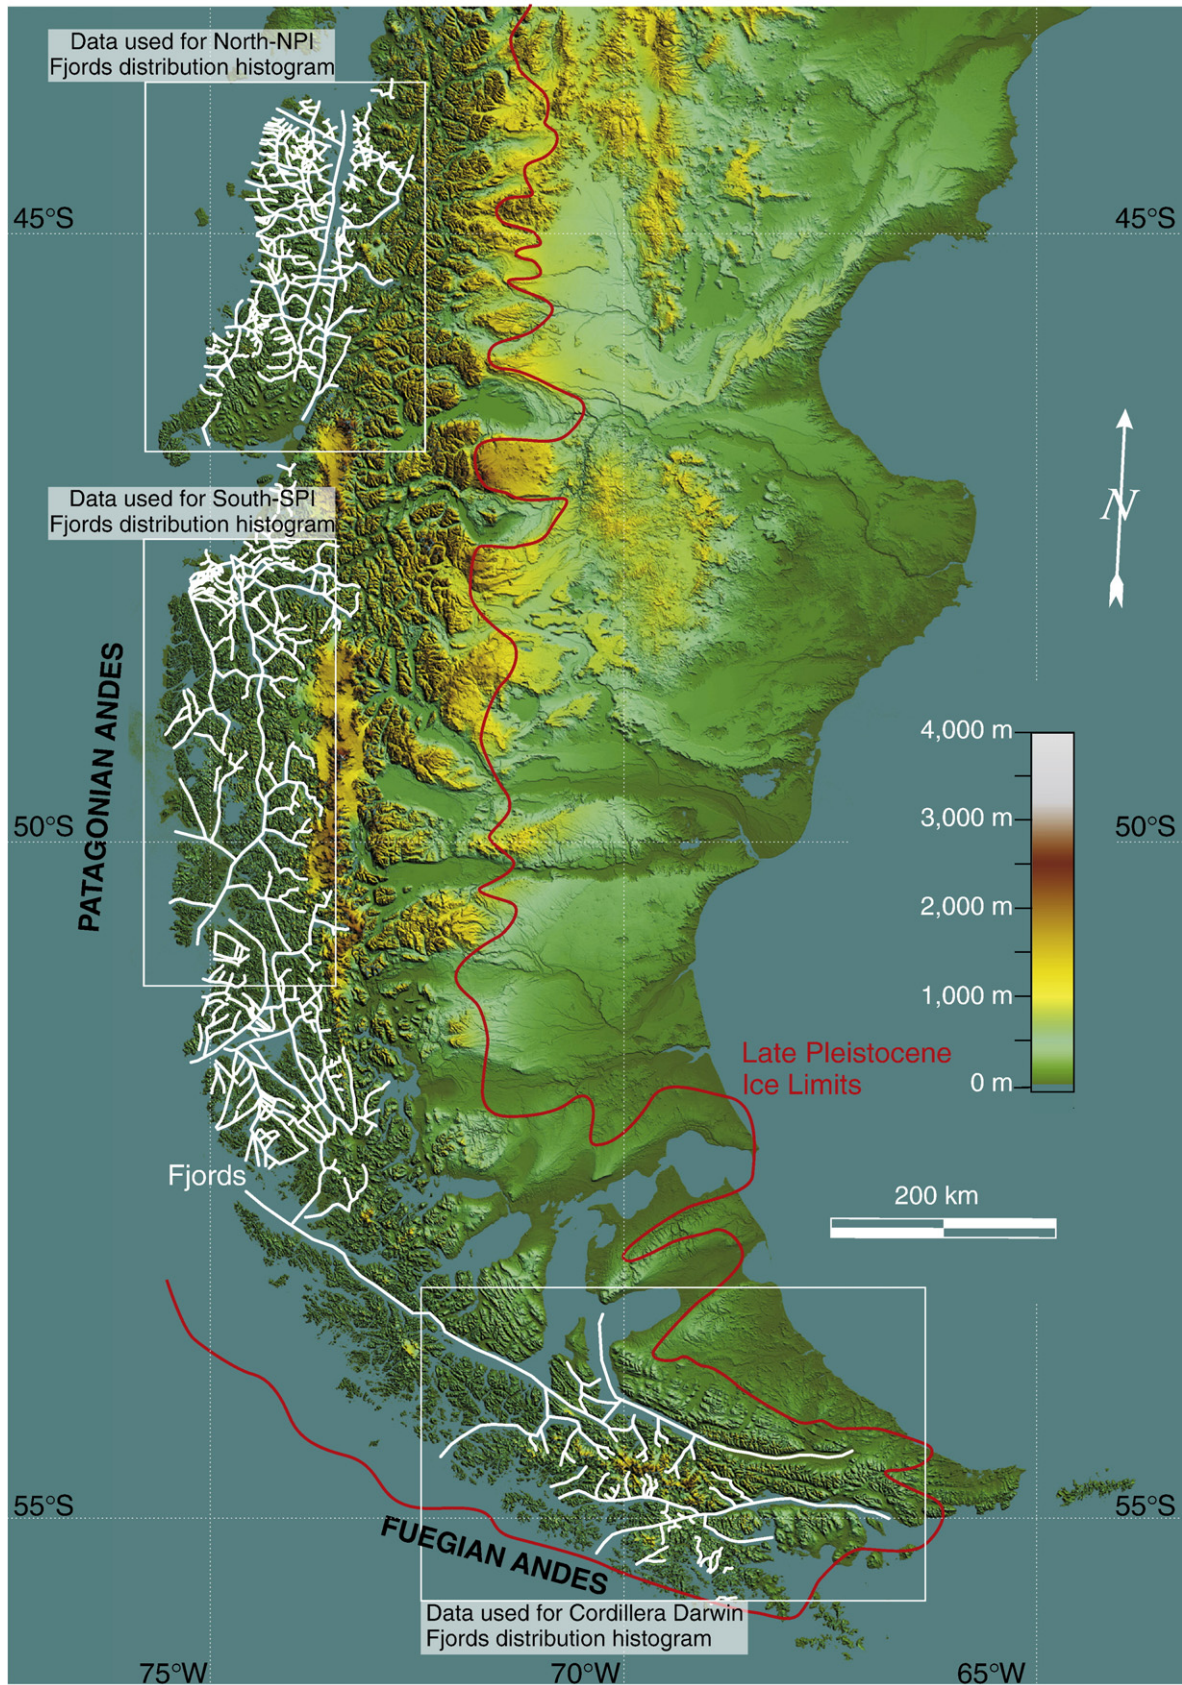 Data used for North-NPI
Fjords distribution histogram
45°S
45°S
Data used for South-SPI
Fjords distribution histogram
N
PATAGONIAN ANDES
4,000 m
3,000 m
2,000 m
1,000 m
0 m
50°S
50°S
Late Pleistocene
Ice Limits
Fjords
200 km
55°S
55°S
FUEGIAN ANDES
Data used for Cordillera Darwin
Fjords distribution histogram
75°W
70°W
65°W